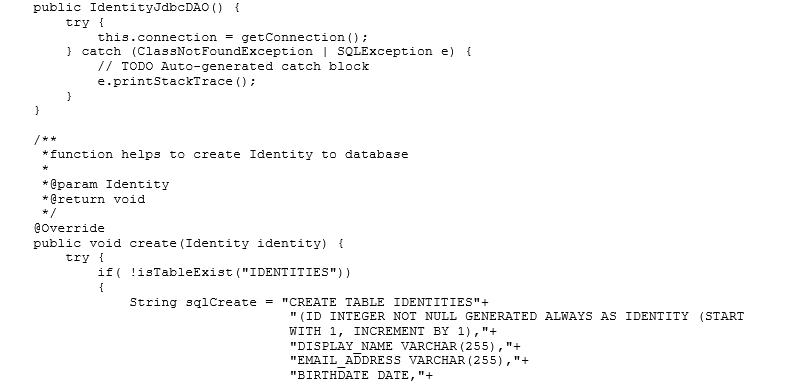 public IdentityJdbcDAO() {
try {
this.connection = getConnection();
} catch (ClassNotFoundException | SQLException e) {
// TODO Auto-generated catch block
e.printStackTrace();
}
}
/**
*function helps to create Identity to database
*
*@param Identity
*@return void
*/
@Override
public void create(Identity identity) {
try {
if( !isTableExist("IDENTITIES"))
{
String sqlCreate = "CREATE TABLE IDENTITIES"+
"(ID INTEGER NOT NULL GENERATED ALWAYS AS IDENTITY (START
WITH 1, INCREMENT BY 1),"+
"DISPLAY_NAME VARCHAR(255),"+
"EMAIL_ADDRESS VARCHAR(255),"+
"BIRTHDATE DATE,"+